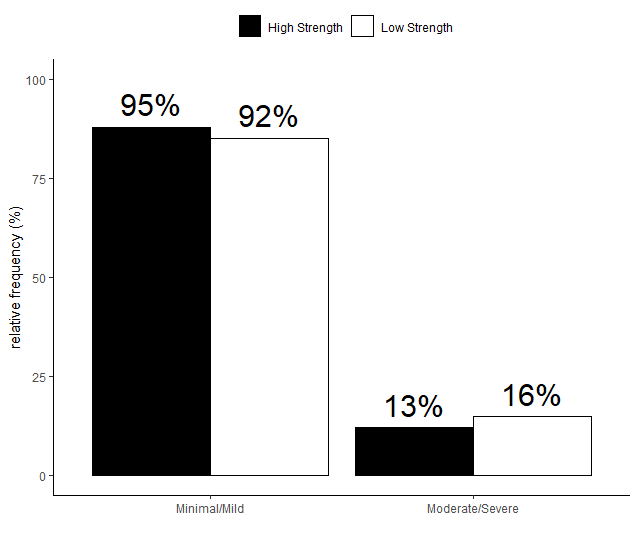 High Strength Low Strength
100
95% 92%
75
50
25
13% 16%
0
relative frequency (%)
Minimal/Mild Moderate/Severe